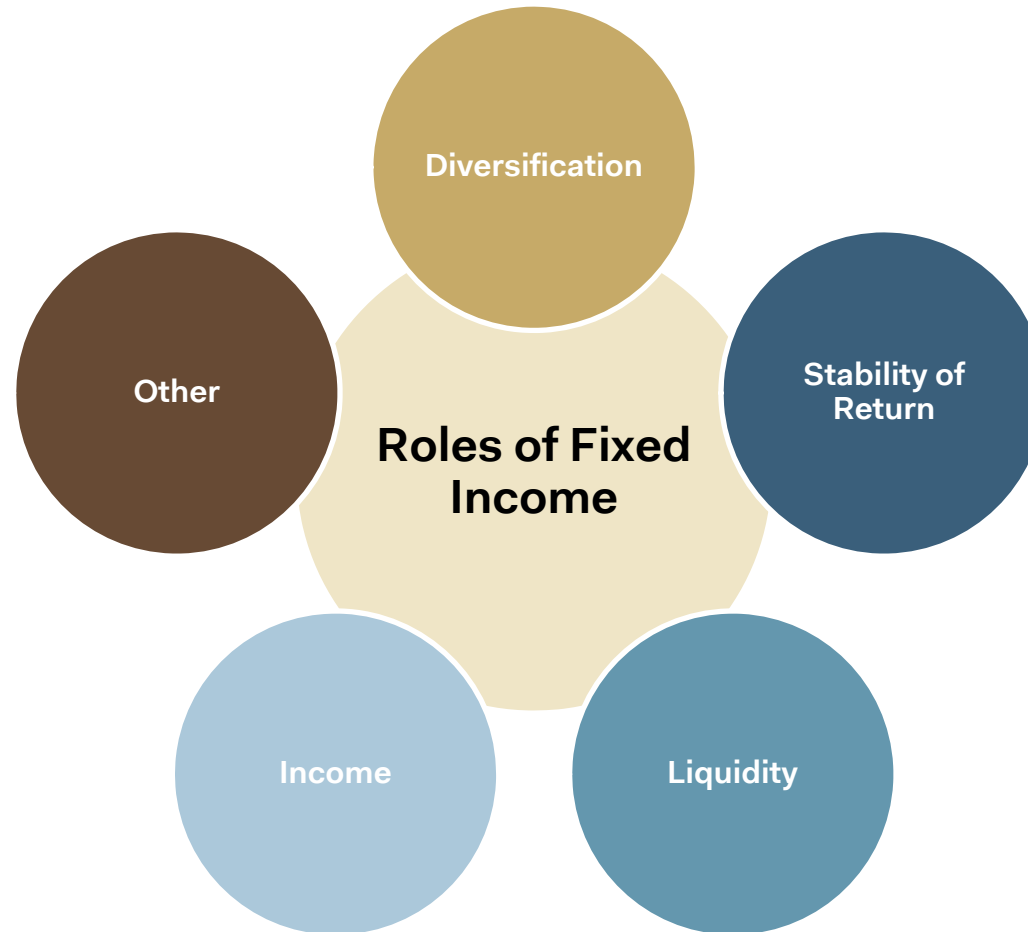 Diversification
Other
Stability of
Return
Roles of Fixed
Income
Income
Liquidity